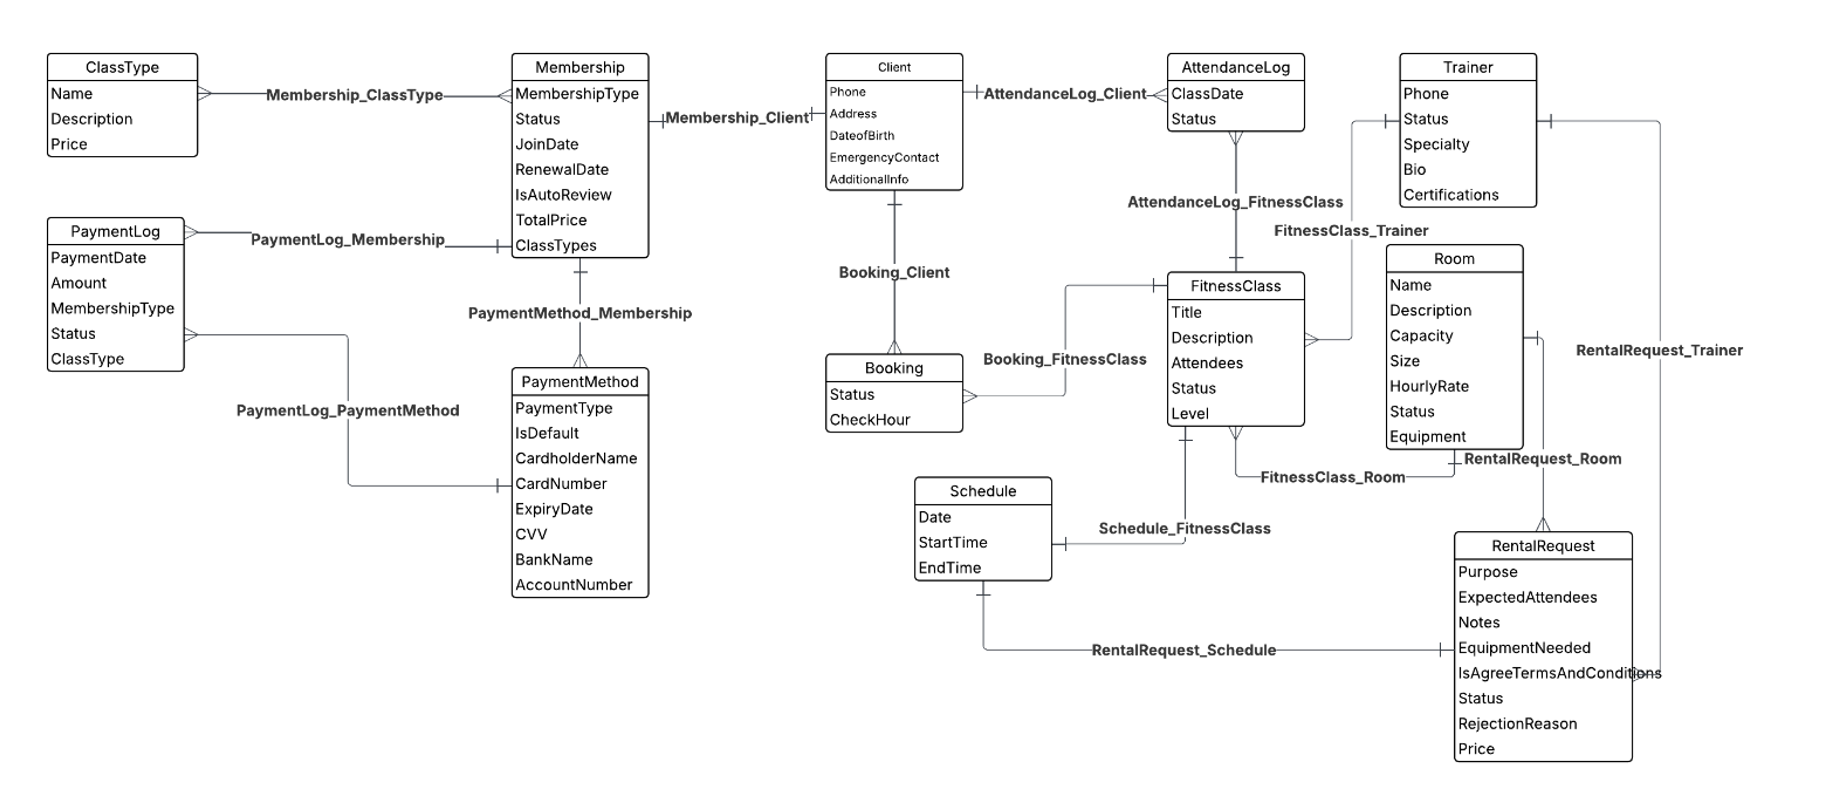 ClassType
Name
Description
Price
Membership_ClassType
Membership
MembershipType
Status
JoinDate
RenewalDate
IsAutoReview
TotalPrice
ClassTypes
Membership_Client
Client
Phone
Address
DateofBirth
EmergencyContact
AdditionalInfo
AttendanceLog_Client
AttendanceLog
ClassDate
Status
Trainer
Phone
Status
Specialty
Bio
Certifications
PaymentLog
PaymentDate
Amount
MembershipType
Status
ClassType
PaymentLog_Membership
PaymentMethod_Membership
PaymentLog_PaymentMethod
PaymentMethod
PaymentType
IsDefault
CardholderName
CardNumber
ExpiryDate
CVV
BankName
AccountNumber
Booking_Client
Booking
Status
CheckHour
Booking_FitnessClass
AttendanceLog_FitnessClass
FitnessClass_Trainer
FitnessClass
Title
Description
Attendees
Status
Level
Room
Name
Description
Capacity
Size
HourlyRate
Status
Equipment
RentalRequest_Trainer
RentalRequest_Room
FitnessClass_Room
Schedule
Date
StartTime
EndTime
Schedule_FitnessClass
RentalRequest_Schedule
RentalRequest
Purpose
ExpectedAttendees
Notes
EquipmentNeeded
IsAgreeTermsAndConditions
Status
RejectionReason
Price